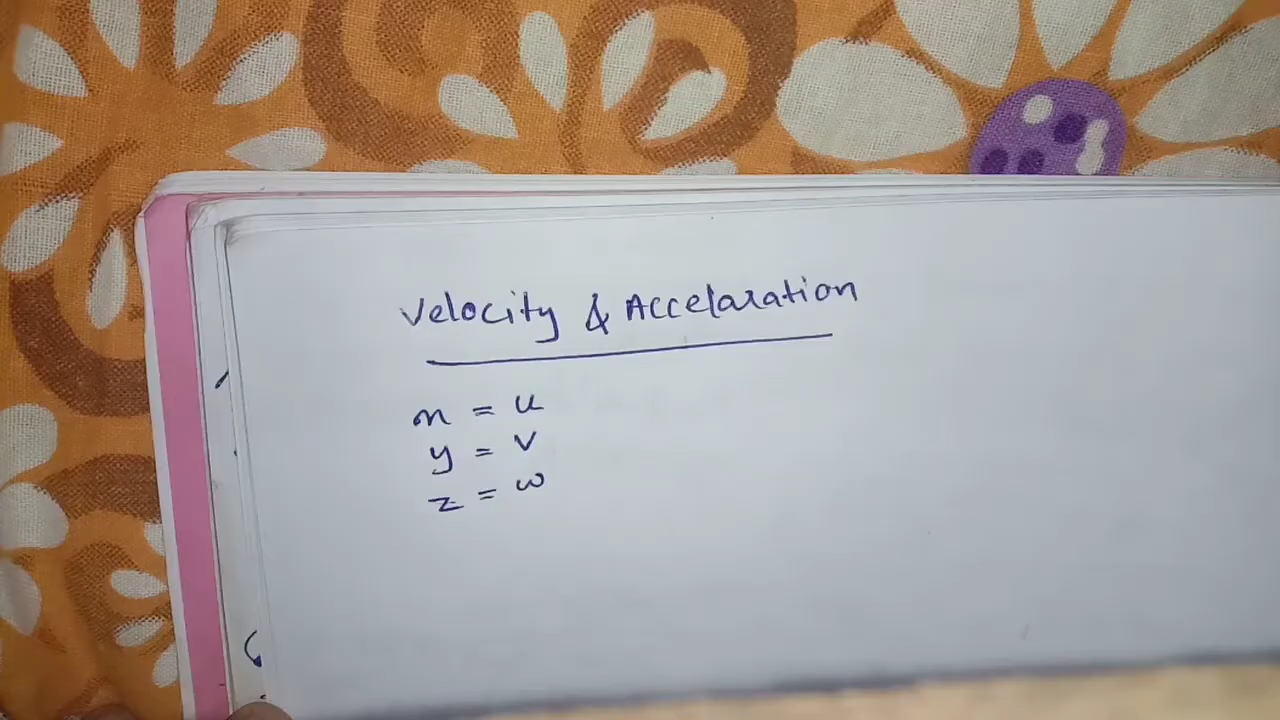 Velocity & Accelaration
x = u
y = v
z = w